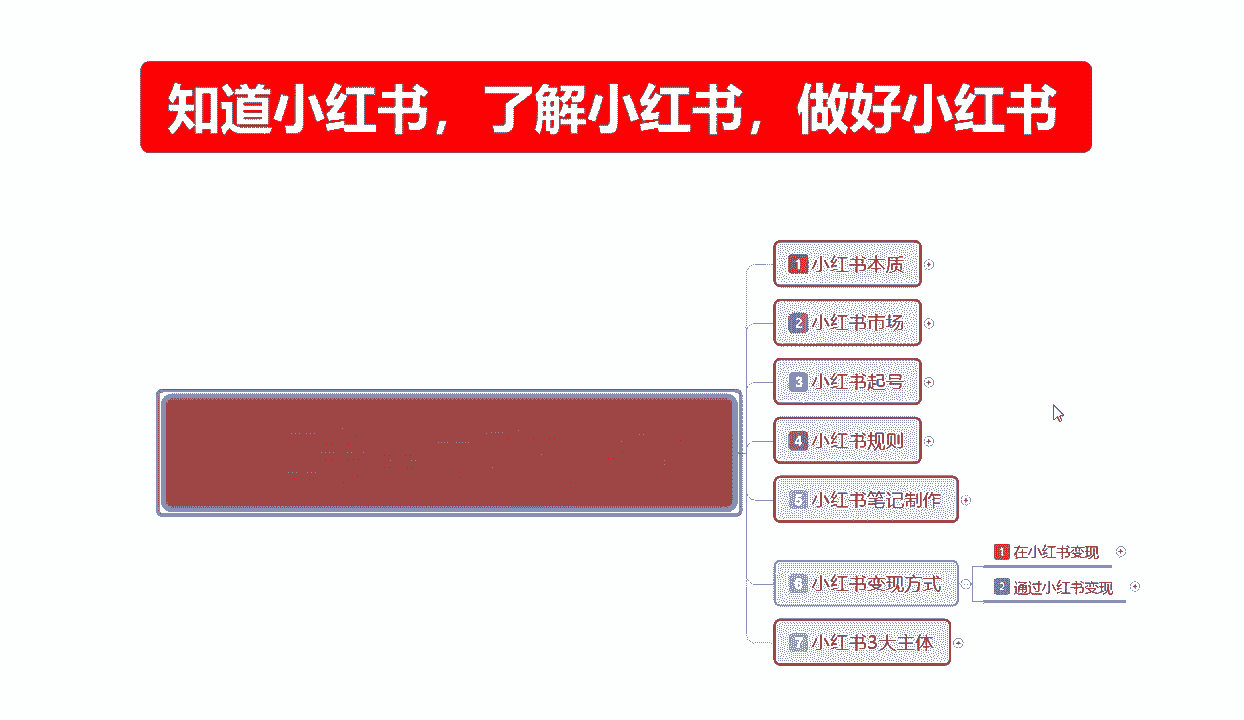 知道小红书，了解小红书，做好小红书
1 小红书本质
2 小红书市场
3 小红书起号
4 小红书规则
5 小红书笔记制作
6 小红书变现方式
1 在小红书变现
2 通过小红书变现
7 小红书3大主体